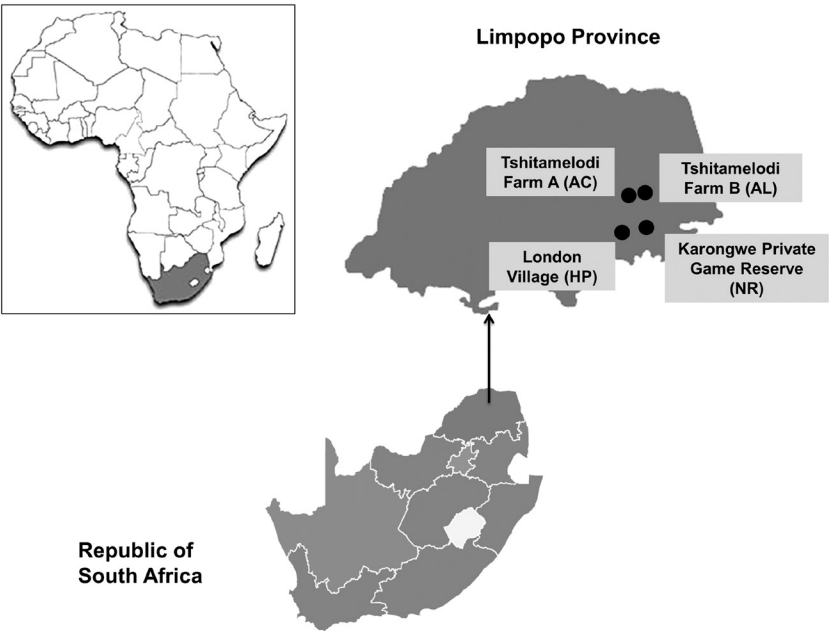 Limpopo Province
Tshitamelodi
Farm A (AC)
Tshitamelodi
Farm B (AL)
London
Village (HP)
Karongwe Private
Game Reserve
(NR)
Republic of
South Africa